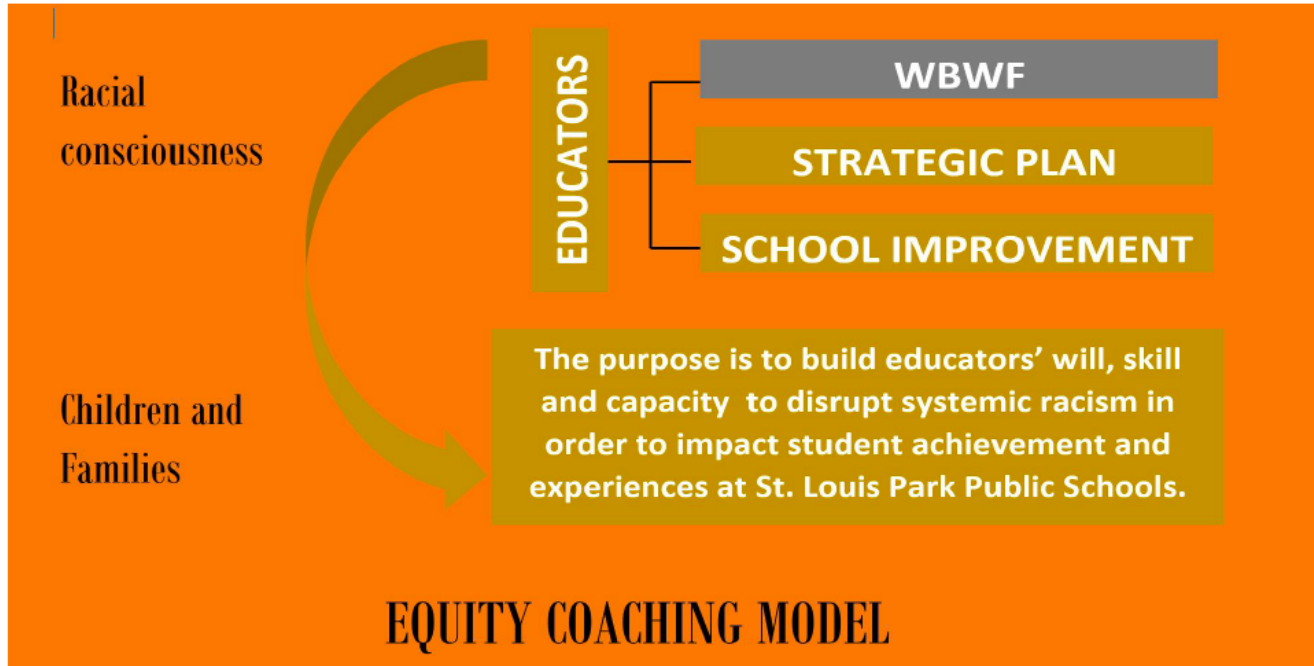 Racial
consciousness
EDUCATORS
WBWF
STRATEGIC PLAN
SCHOOL IMPROVEMENT
Children and
Families
The purpose is to build educators’ will, skill
and capacity  to disrupt systemic racism in
order to impact student achievement and
experiences at St. Louis Park Public Schools.
EQUITY COACHING MODEL